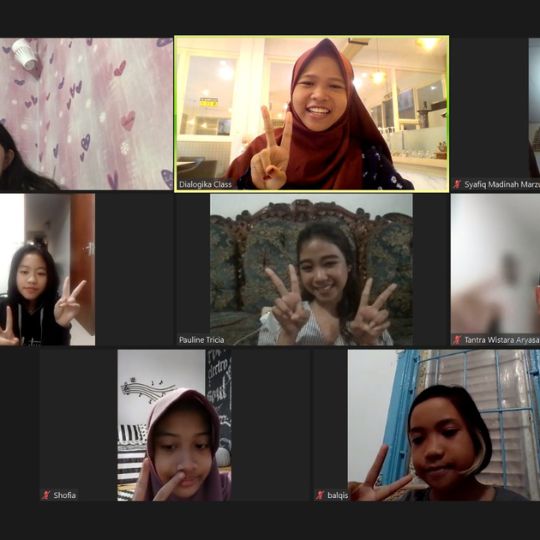 Dialogika Class
Syafiq Madinah Marzu
Pauline Tricia
Tantra Wistara Aryasa
Shofia
balqis